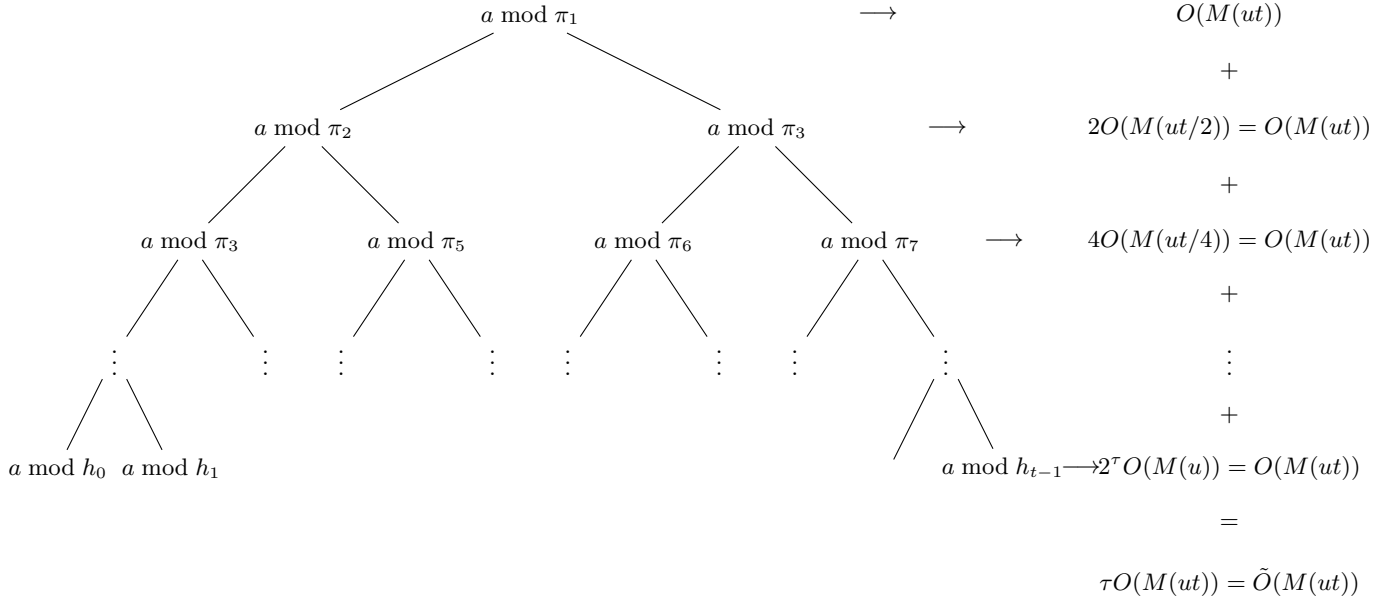 a mod π₁ ⟶ O(M(ut))
+
a mod π₂ a mod π₃ ⟶ 2O(M(ut/2)) = O(M(ut))
+
a mod π₃ a mod π₅ a mod π₆ a mod π₇ ⟶ 4O(M(ut/4)) = O(M(ut))
+
⋮ ⋮ ⋮ ⋮ ⋮ ⋮ ⋮ ⋮ ⋮
+
a mod h₀ a mod h₁ a mod hₜ₋₁ ⟶ 2^τ O(M(u)) = O(M(ut))
=
τO(M(ut)) = Õ(M(ut))